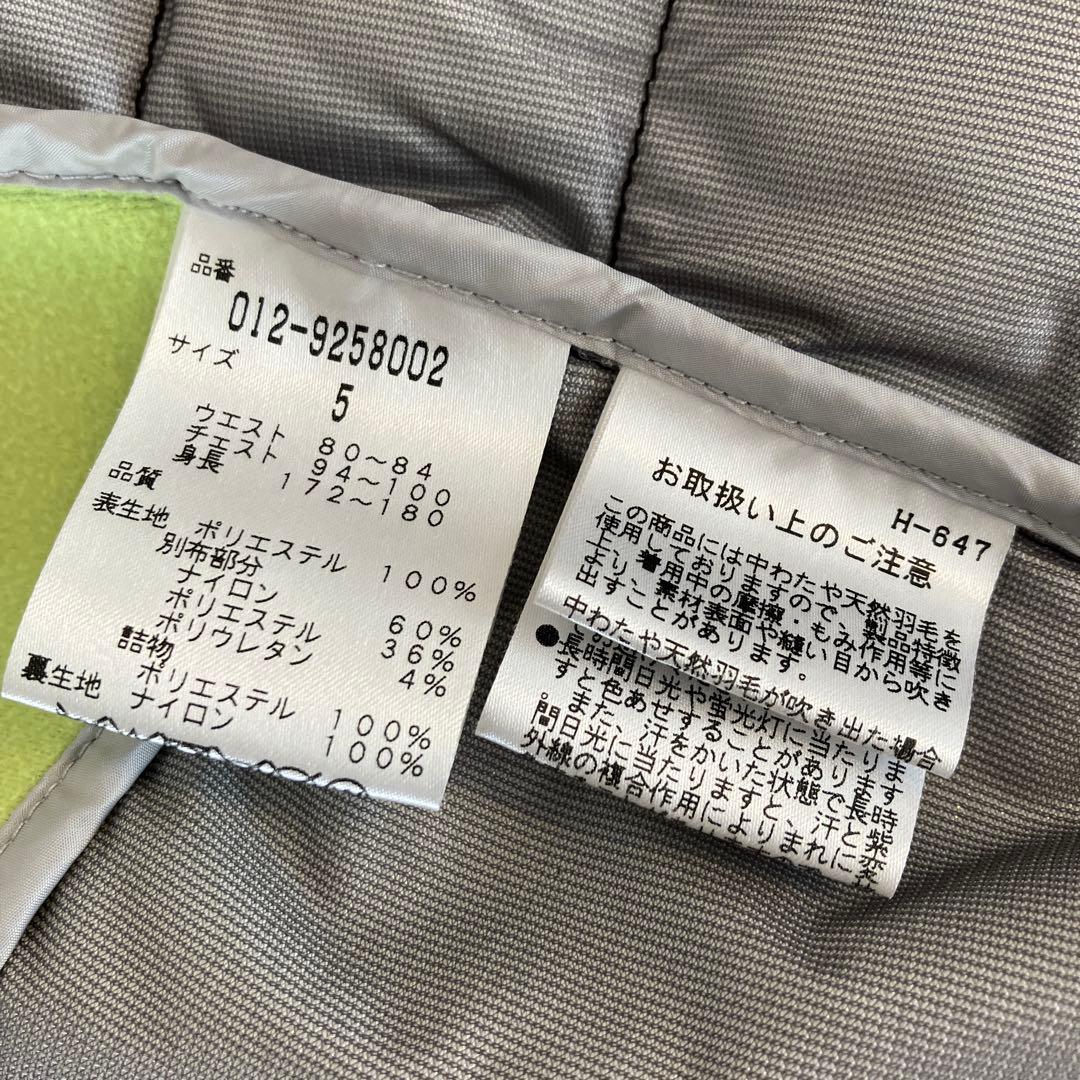 品番
012-9258002
サイズ
5
ウエスト 80～84
チェスト 94～100
身長 172～180
品質
表生地
ポリエステル 100%
別布部分
ナイロン 60%
ポリエステル 36%
ポリウレタン 4%
詰物
ポリエステル 100%
裏生地
ナイロン 100%
H-647
お取扱い上のご注意
この商品には中わたや天然羽毛を
使用しておりますので、製品特徴
上、着用中の摩擦・もみ作用等に
より、素材表面や縫い目から吹き
出すことがあります。
中わたや天然羽毛が吹き出た場合
●長時間日光や蛍光灯に当たりま
すと色あせすることがあります
。また、汗をかいた状態で長時
間日光に当たりますと、汗と紫
外線の複合作用によりまれに変